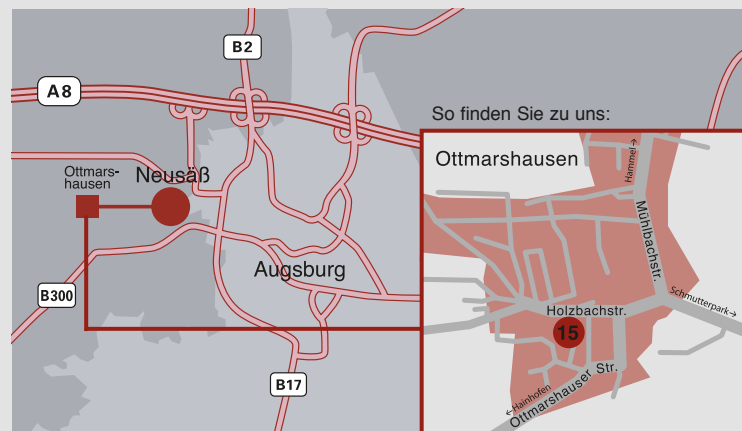 B2
A8
So finden Sie zu uns:
Ottmars-
hausen
Neusäß
Augsburg
B300
B17
Ottmarshausen
Hammel→
Mühlbachstr.
Schmutterpark→
Holzbachstr.
15
←Hainhofen
Ottmarshauser Str.